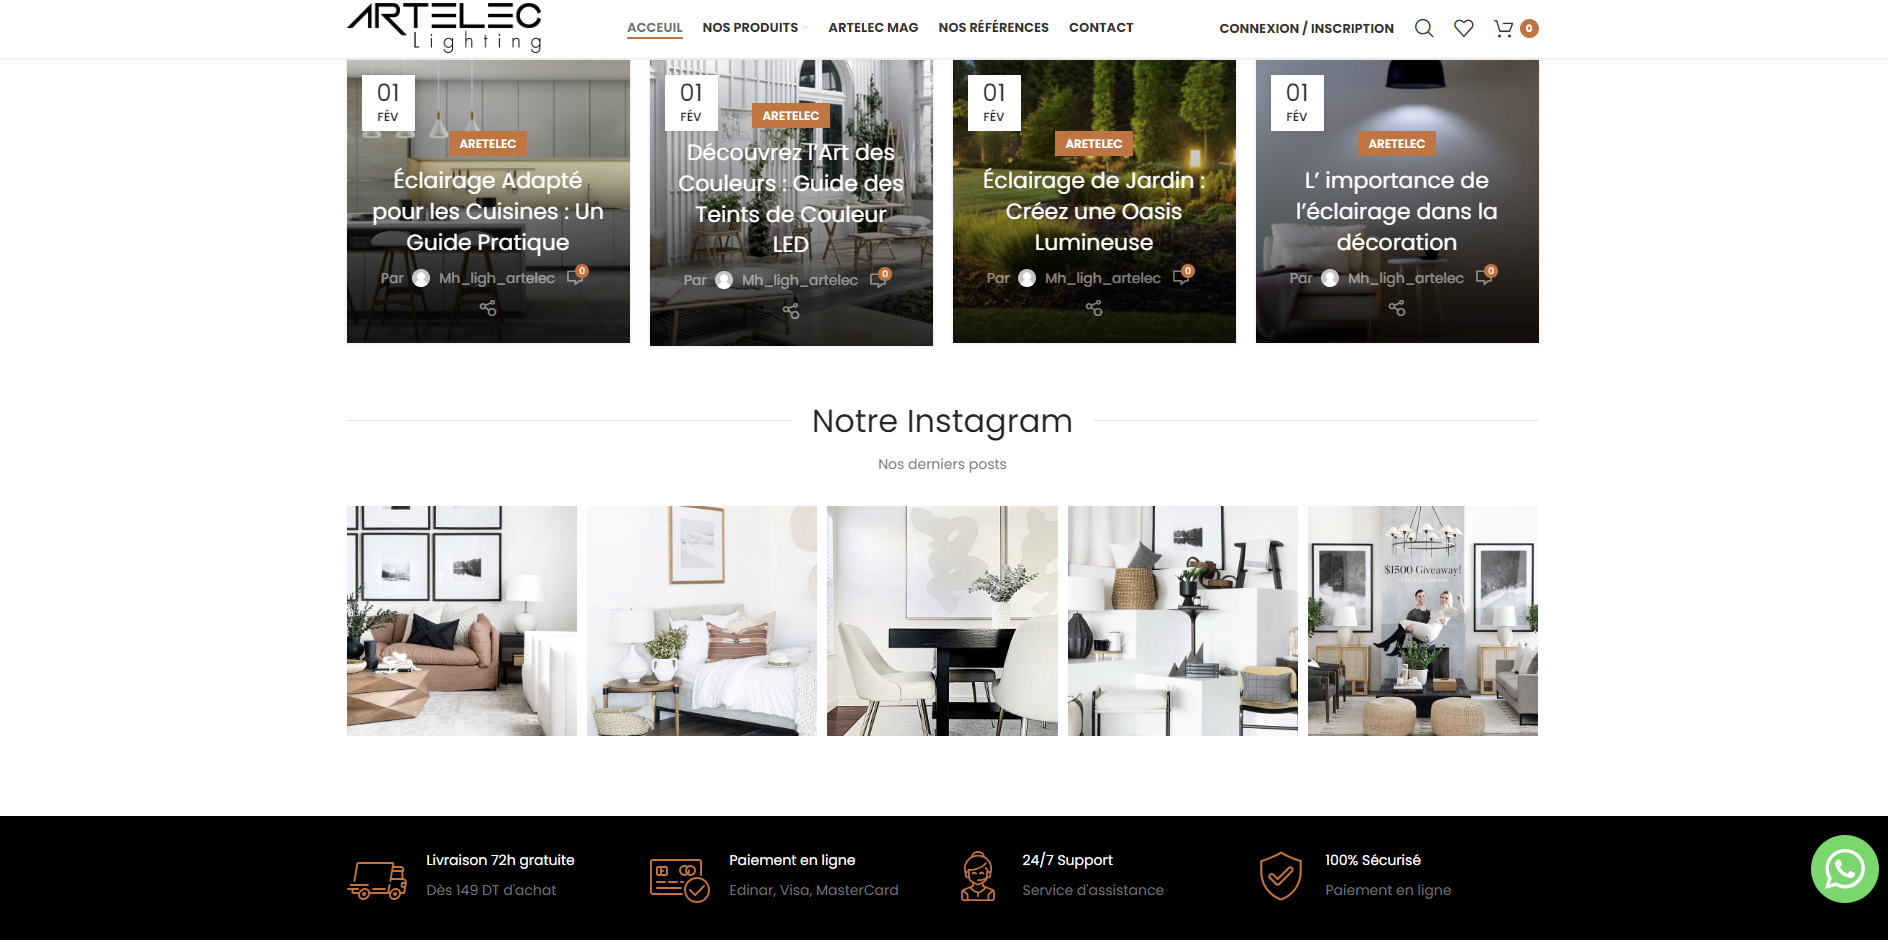 ARTELEC
Lighting
ACCEUIL NOS PRODUITS ARTELEC MAG NOS RÉFÉRENCES CONTACT
CONNEXION / INSCRIPTION
0
01
FÉV
ARETELEC
Éclairage Adapté
pour les Cuisines : Un
Guide Pratique
Par Mh_ligh_artelec 0
01
FÉV
ARETELEC
Découvrez l’Art des
Couleurs : Guide des
Teints de Couleur
LED
Par Mh_ligh_artelec 0
01
FÉV
ARETELEC
Éclairage de Jardin :
Créez une Oasis
Lumineuse
Par Mh_ligh_artelec 0
01
FÉV
ARETELEC
L’ importance de
l’éclairage dans la
décoration
Par Mh_ligh_artelec 0
Notre Instagram
Nos derniers posts
$1500 Giveaway!
Livraison 72h gratuite
Dès 149 DT d'achat
Paiement en ligne
Edinar, Visa, MasterCard
24/7 Support
Service d'assistance
100% Sécurisé
Paiement en ligne